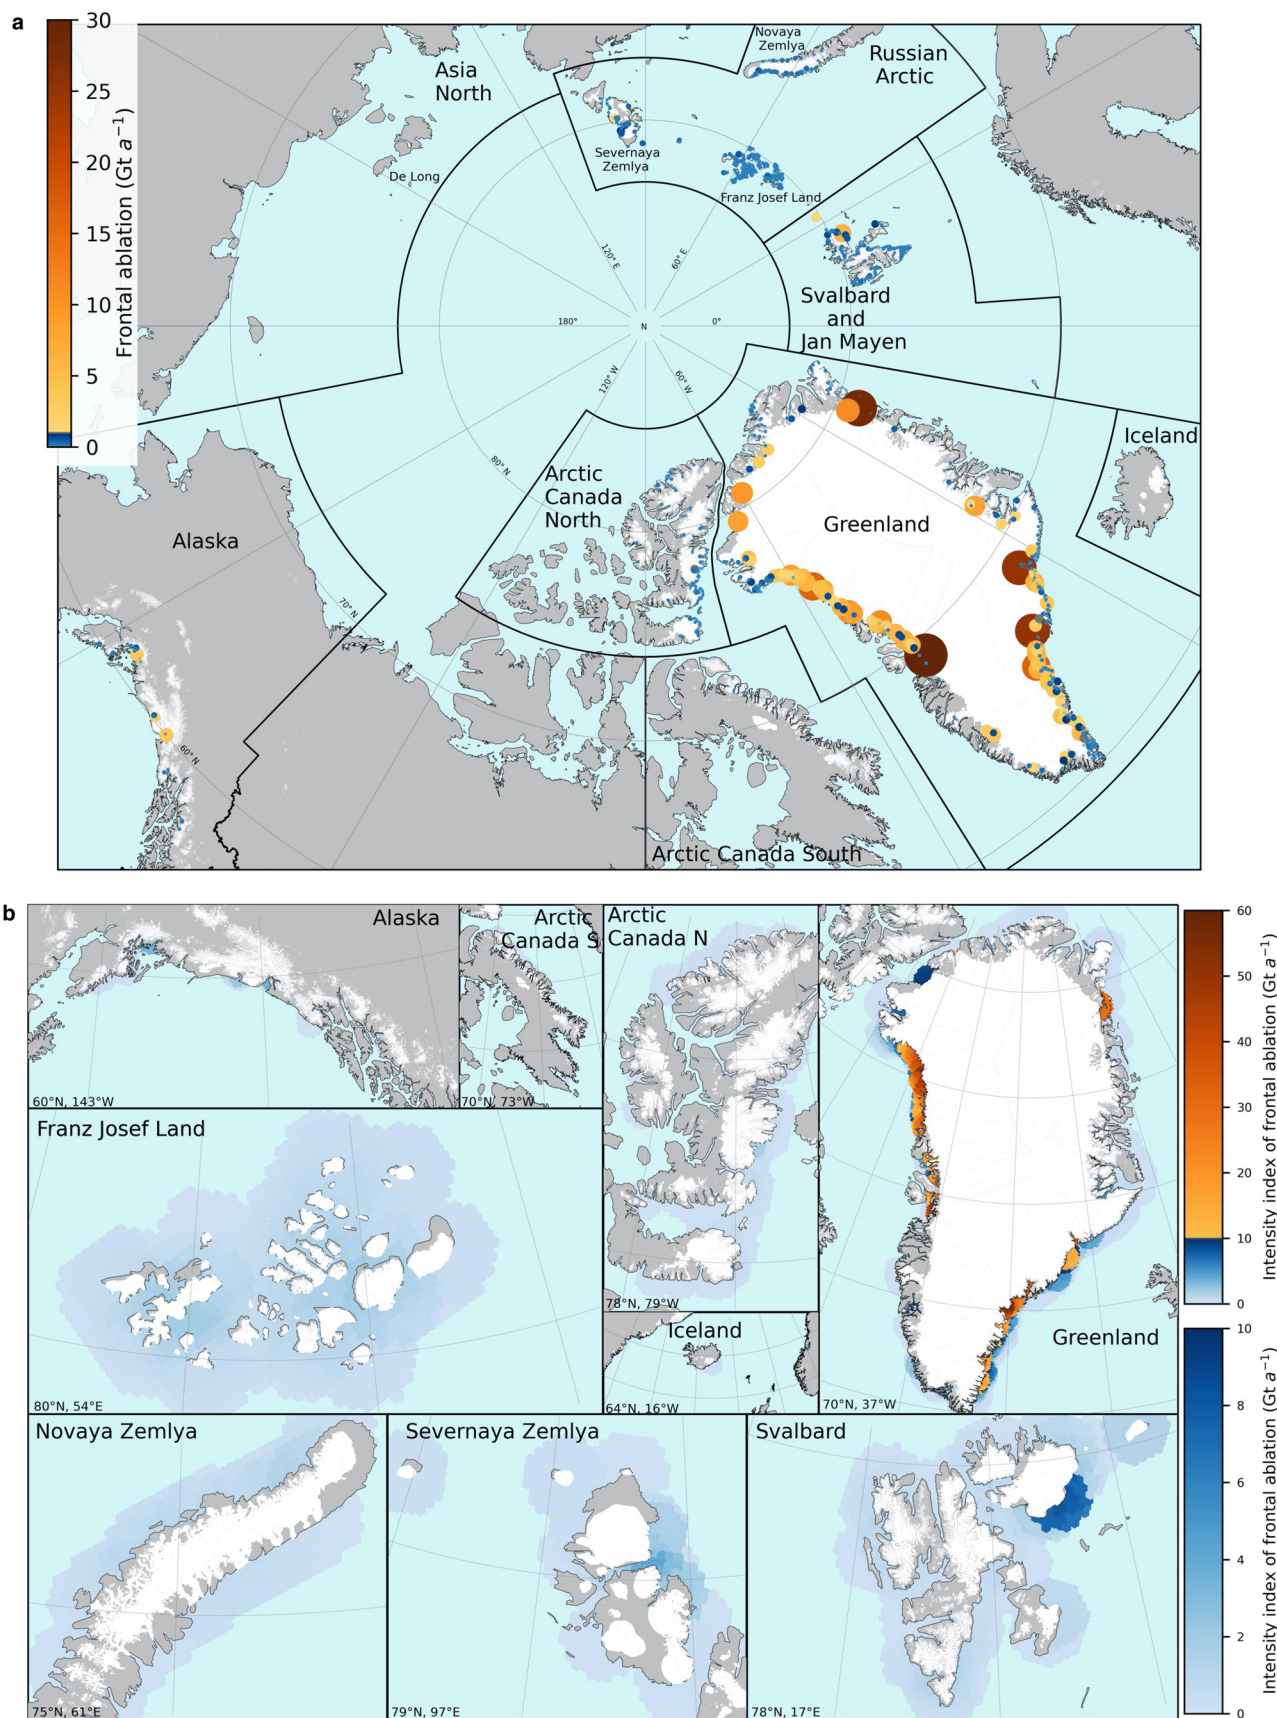 a
30
25
20
15
10
5
0
Frontal ablation (Gt a⁻¹)
Asia
North
De Long
Novaya
Zemlya
Russian
Arctic
Severnaya
Zemlya
Franz Josef Land
120° E
60° E
180°
N
0°
120° W
60° W
Svalbard
and
Jan Mayen
80° N
Arctic
Canada
North
Greenland
Iceland
Alaska
70° N
60° N
Arctic Canada South
b
Alaska
60°N, 143°W
Arctic
Canada S
70°N, 73°W
Arctic
Canada N
78°N, 79°W
Franz Josef Land
80°N, 54°E
Iceland
64°N, 16°W
Greenland
70°N, 37°W
60
50
40
30
20
10
0
Intensity index of frontal ablation (Gt a⁻¹)
Novaya Zemlya
75°N, 61°E
Severnaya Zemlya
79°N, 97°E
Svalbard
78°N, 17°E
10
8
6
4
2
0
Intensity index of frontal ablation (Gt a⁻¹)